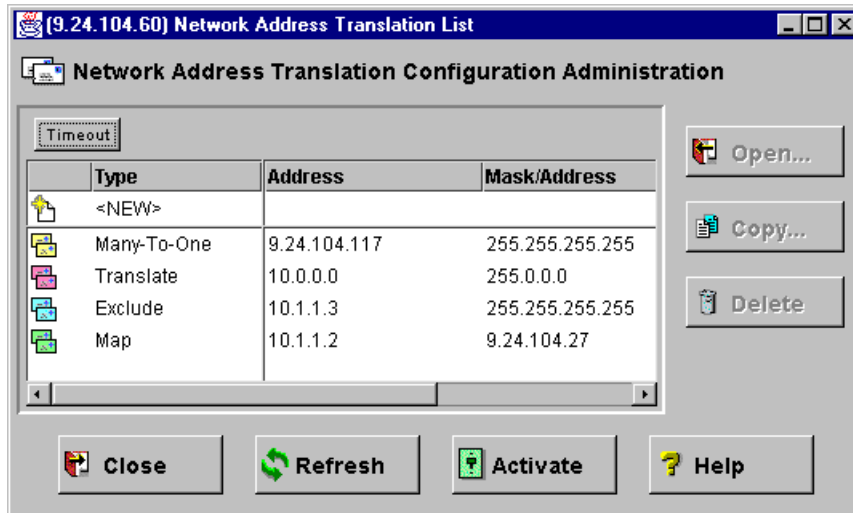 (9.24.104.60) Network Address Translation List
Network Address Translation Configuration Administration
Timeout
Type Address Mask/Address
<NEW>
Many-To-One 9.24.104.117 255.255.255.255
Translate 10.0.0.0 255.0.0.0
Exclude 10.1.1.3 255.255.255.255
Map 10.1.1.2 9.24.104.27
Open...
Copy...
Delete
Close Refresh Activate Help